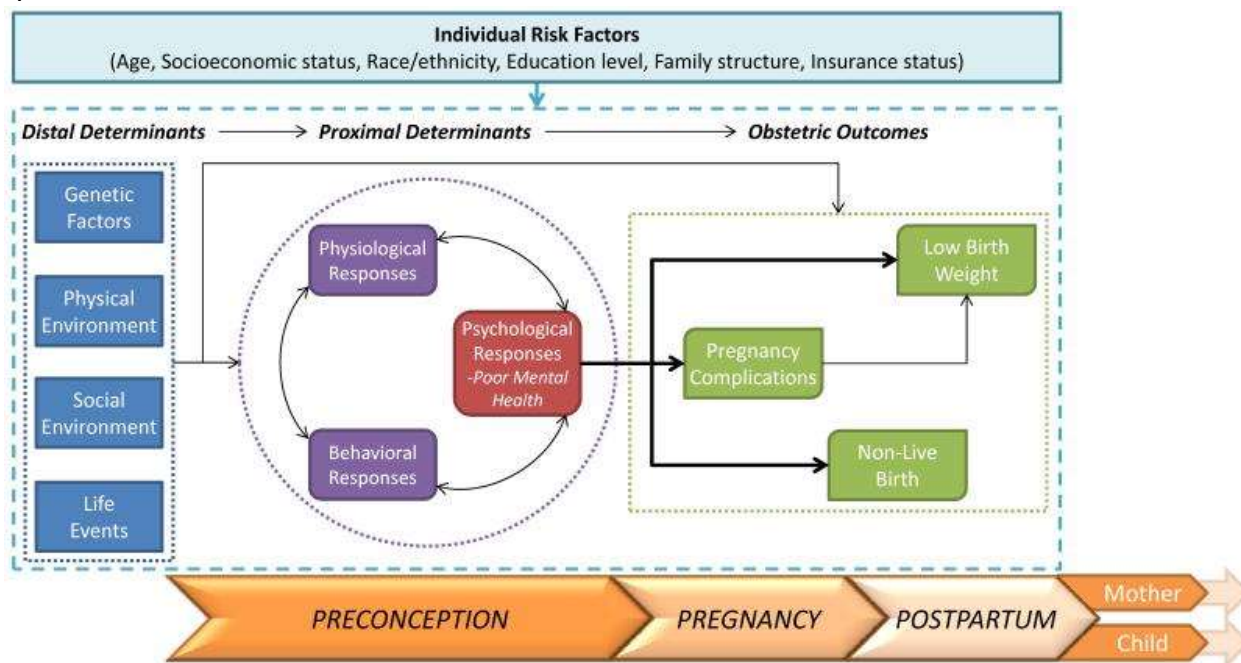 Individual Risk Factors
(Age, Socioeconomic status, Race/ethnicity, Education level, Family structure, Insurance status)
Distal Determinants
Proximal Determinants
Obstetric Outcomes
Genetic
Factors
Physical
Environment
Social
Environment
Life
Events
Physiological
Responses
Psychological
Responses
-Poor Mental
Health
Behavioral
Responses
Low Birth
Weight
Pregnancy
Complications
Non-Live
Birth
PRECONCEPTION
PREGNANCY
POSTPARTUM
Mother
Child